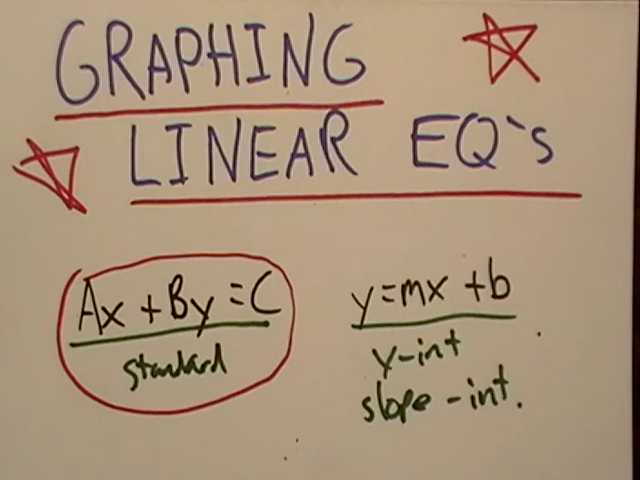 GRAPHING
LINEAR EQ's
Ax + By = C
standard
y=mx +b
y-int
slope -int.